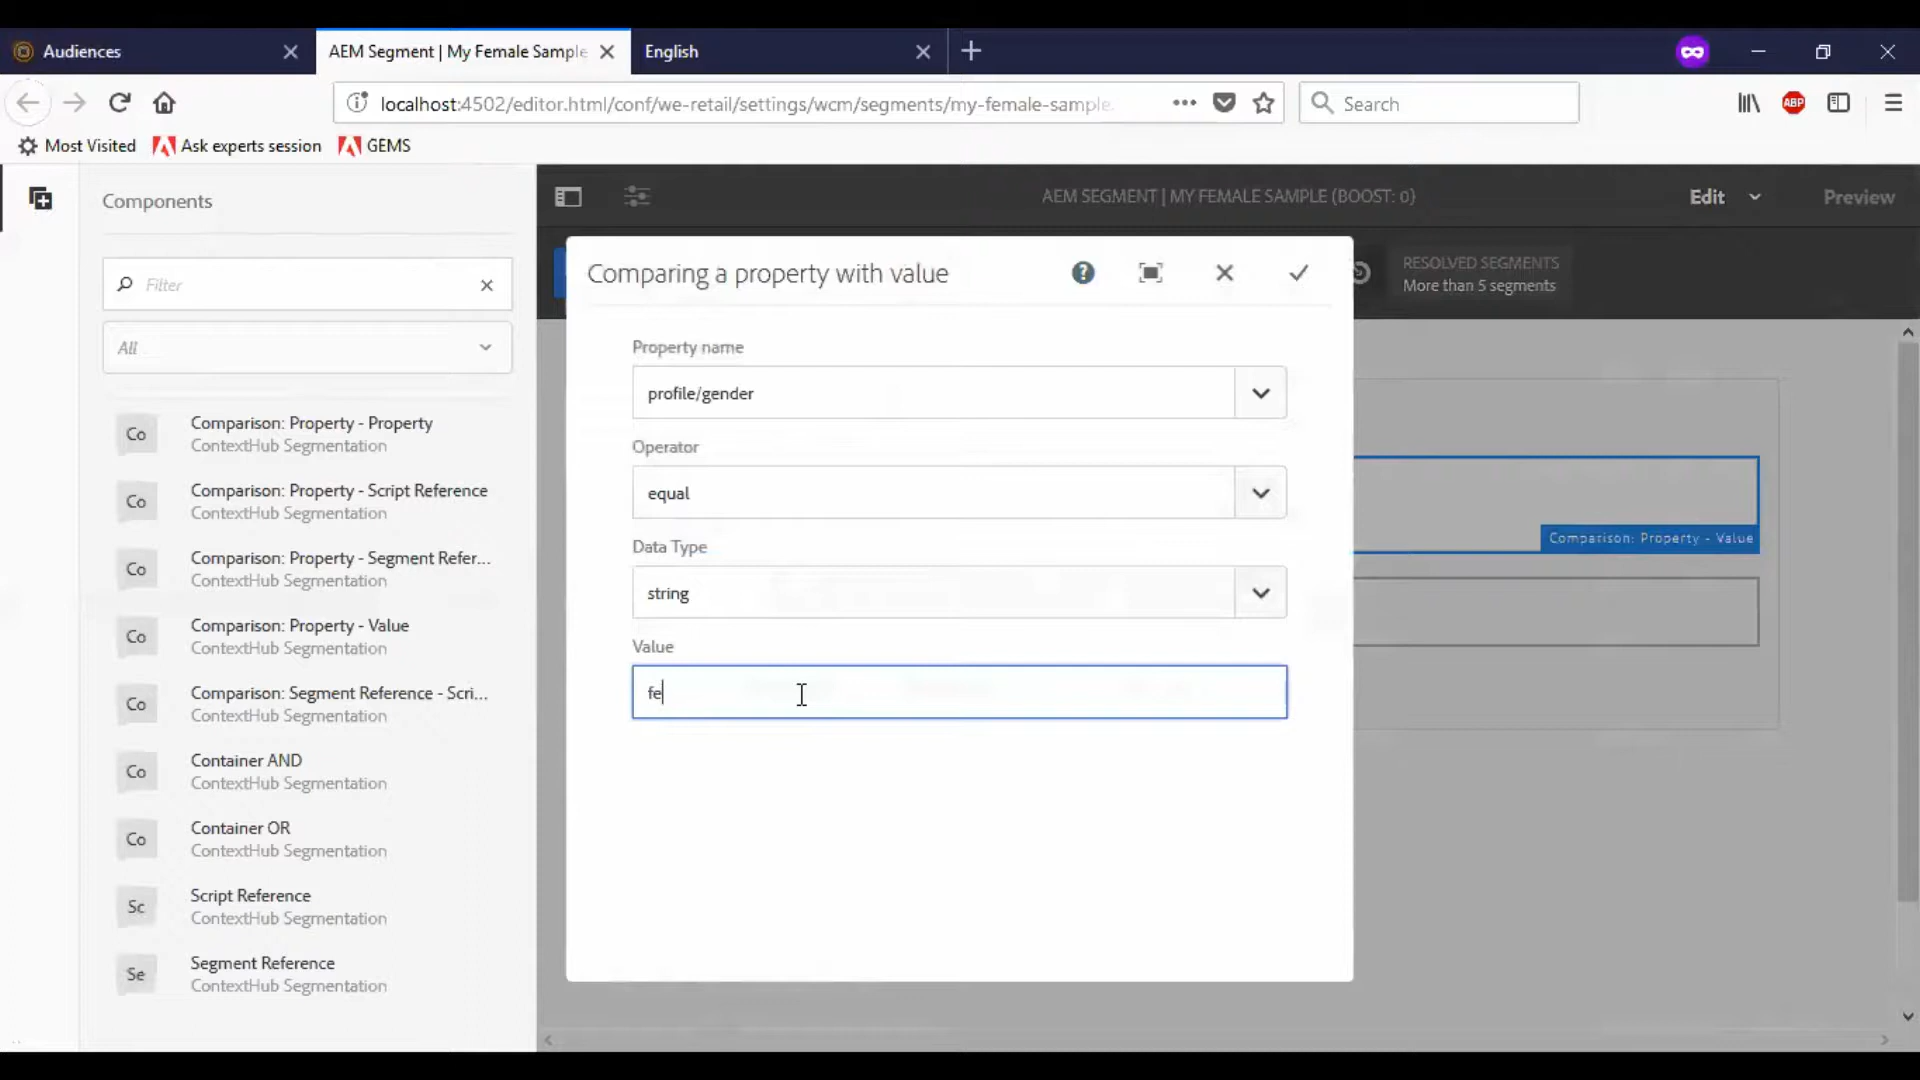 Audiences
AEM Segment | My Female Sample
English
localhost:4502/editor.html/conf/we-retail/settings/wcm/segments/my-female-sample.
Search
ABP
Most Visited
Ask experts session
GEMS
Components
AEM SEGMENT | MY FEMALE SAMPLE (BOOST: 0)
Edit
Preview
Filter
All
Comparing a property with value
RESOLVED SEGMENTS
More than 5 segments
Property name
profile/gender
Operator
equal
Data Type
string
Value
fe
Comparison: Property - Value
Co
Comparison: Property - Property
ContextHub Segmentation
Co
Comparison: Property - Script Reference
ContextHub Segmentation
Co
Comparison: Property - Segment Refer...
ContextHub Segmentation
Co
Comparison: Property - Value
ContextHub Segmentation
Co
Comparison: Segment Reference - Scri...
ContextHub Segmentation
Co
Container AND
ContextHub Segmentation
Co
Container OR
ContextHub Segmentation
Sc
Script Reference
ContextHub Segmentation
Se
Segment Reference
ContextHub Segmentation